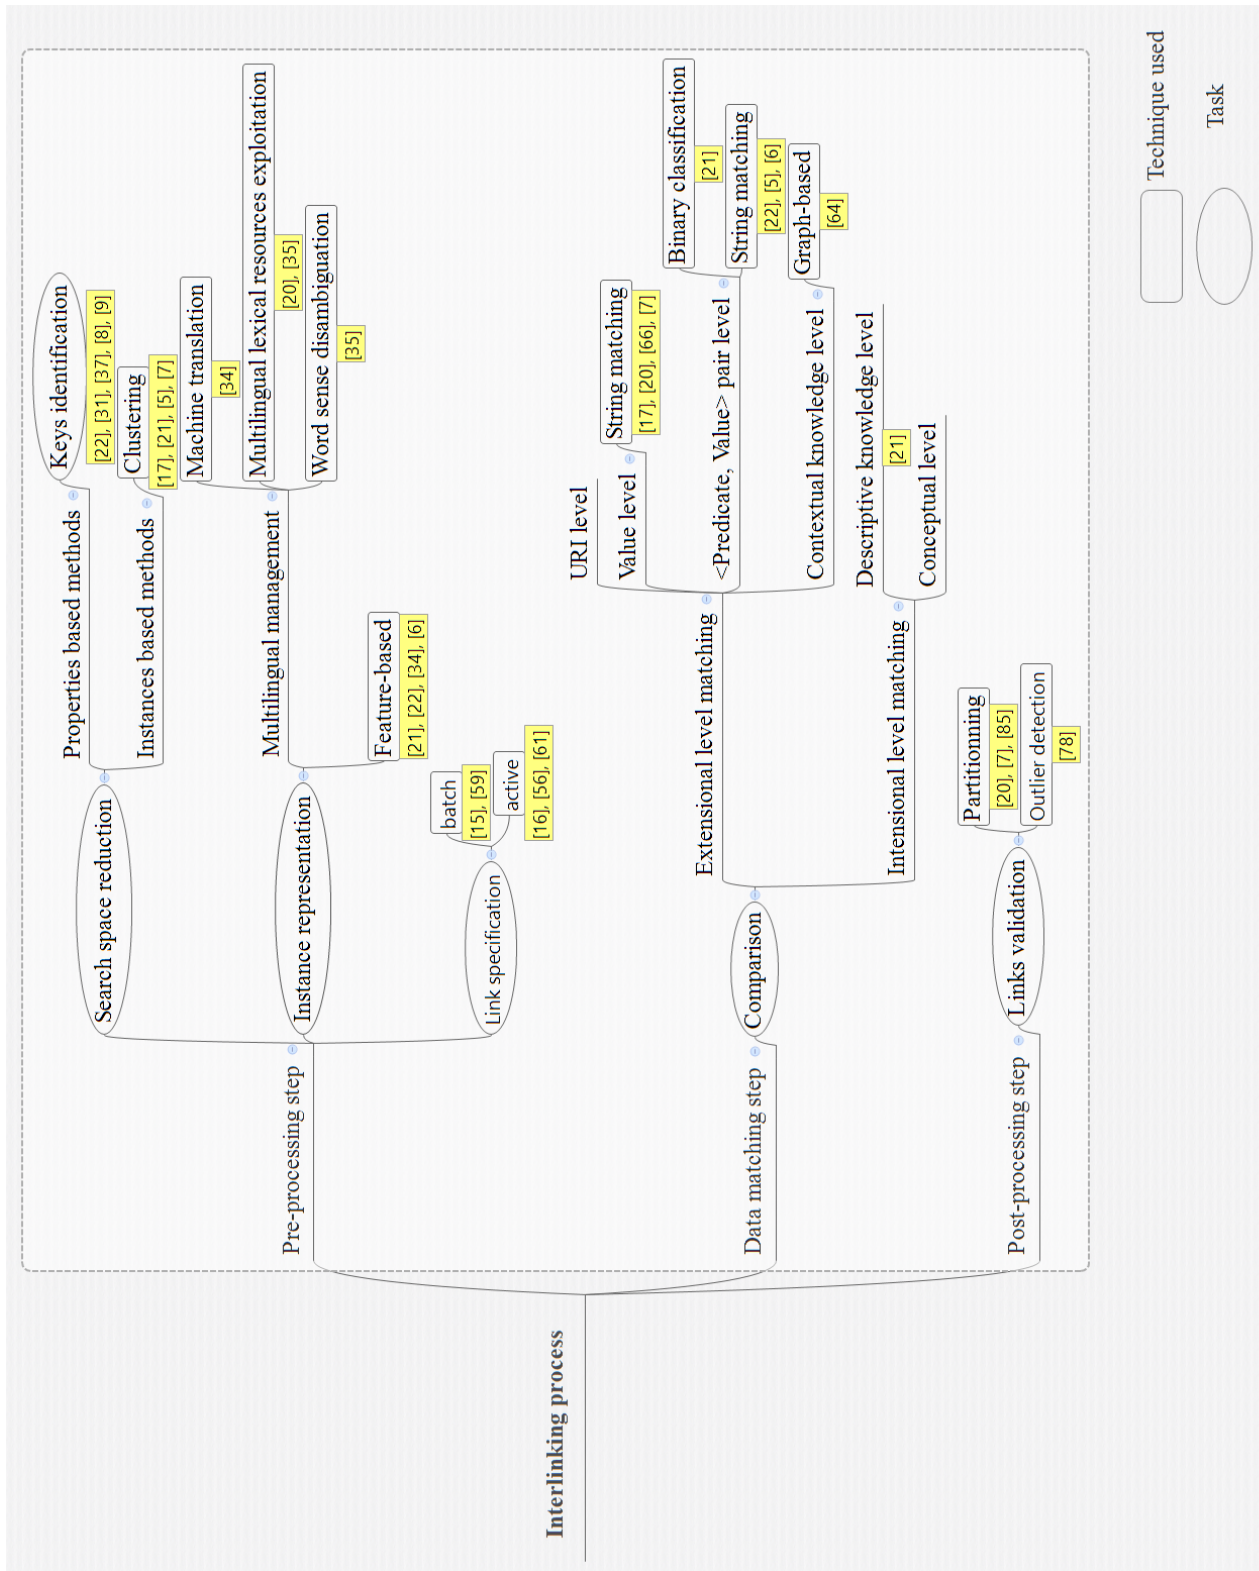 Interlinking process
Pre-processing step
Search space reduction
Properties based methods
Keys identification
[22], [31], [37], [8], [9]
Instances based methods
Clustering
[17], [21], [5], [7]
Instance representation
Multilingual management
Machine translation
[34]
Multilingual lexical resources exploitation
[20], [35]
Word sense disambiguation
[35]
Feature-based
[21], [22], [34], [6]
Link specification
batch
[15], [59]
active
[16], [56], [61]
Data matching step
Comparison
Extensional level matching
URI level
Value level
String matching
[17], [20], [66], [7]
<Predicate, Value> pair level
Binary classification
[21]
String matching
[22], [5], [6]
Contextual knowledge level
Graph-based
[64]
Intensional level matching
Descriptive knowledge level
[21]
Conceptual level
Post-processing step
Links validation
Partitionning
[20], [7], [85]
Outlier detection
[78]
Technique used
Task